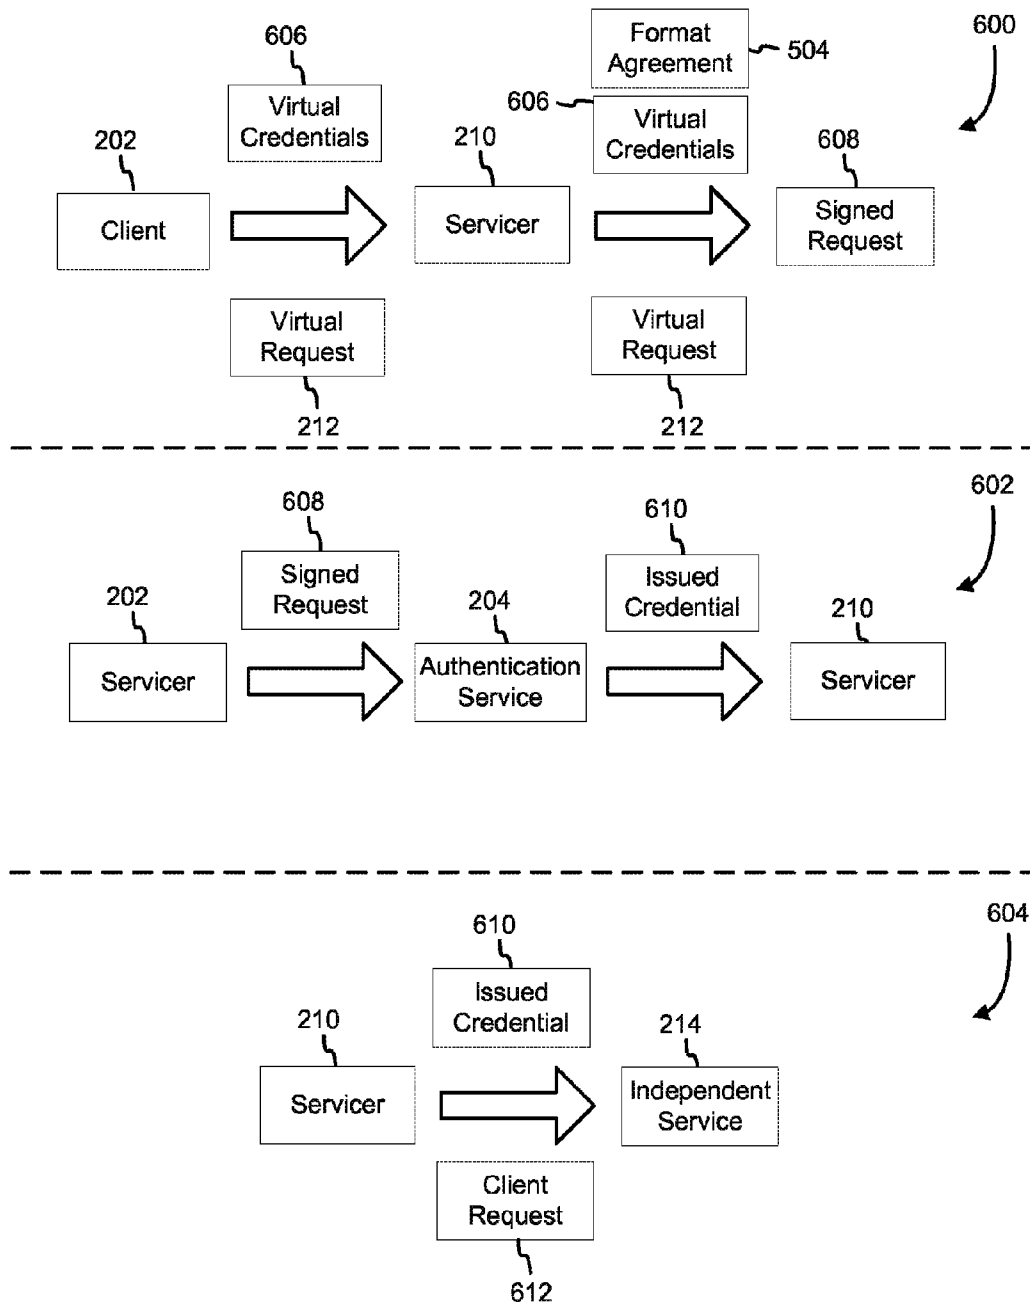 606
Virtual
Credentials
Format
Agreement
504
600
606
Virtual
Credentials
202
Client
210
Servicer
608
Signed
Request
Virtual
Request
212
Virtual
Request
212
602
608
Signed
Request
610
Issued
Credential
202
Servicer
204
Authentication
Service
210
Servicer
604
610
Issued
Credential
210
Servicer
214
Independent
Service
Client
Request
612